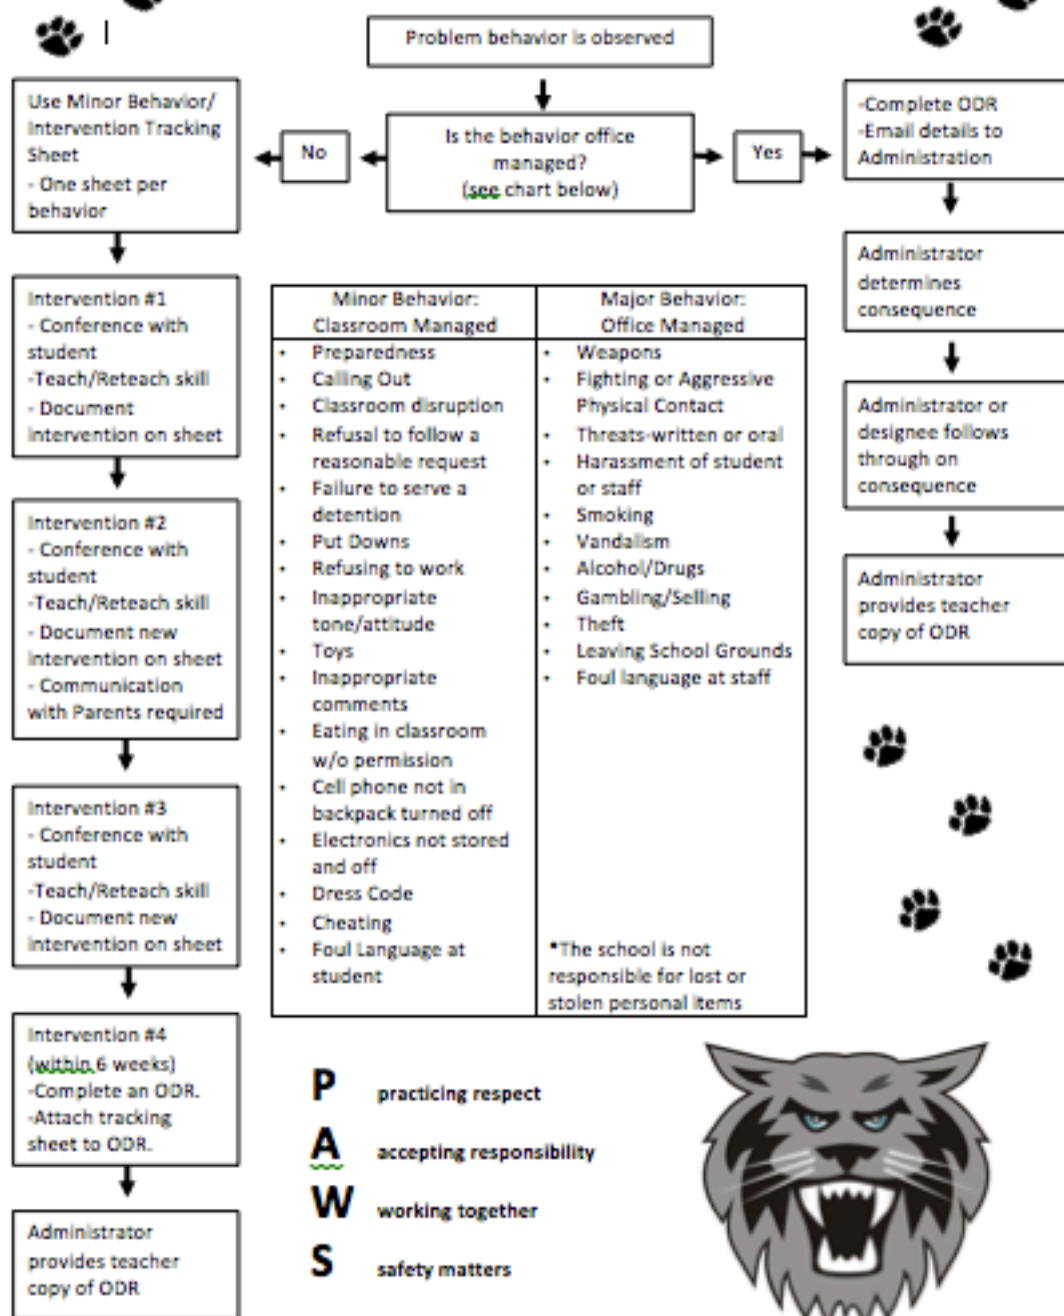 Problem behavior is observed
Is the behavior office
managed?
(see chart below)
No
Yes
Use Minor Behavior/
Intervention Tracking
Sheet
- One sheet per
behavior
Intervention #1
- Conference with
student
-Teach/Reteach skill
- Document
intervention on sheet
Intervention #2
- Conference with
student
-Teach/Reteach skill
- Document new
intervention on sheet
- Communication
with Parents required
Intervention #3
- Conference with
student
-Teach/Reteach skill
- Document new
intervention on sheet
Intervention #4
(within 6 weeks)
-Complete an ODR.
-Attach tracking
sheet to ODR.
Administrator
provides teacher
copy of ODR
Minor Behavior:
Classroom Managed
• Preparedness
• Calling Out
• Classroom disruption
• Refusal to follow a
reasonable request
• Failure to serve a
detention
• Put Downs
• Refusing to work
• Inappropriate
tone/attitude
• Toys
• Inappropriate
comments
• Eating in classroom
w/o permission
• Cell phone not in
backpack turned off
• Electronics not stored
and off
• Dress Code
• Cheating
• Foul Language at
student
Major Behavior:
Office Managed
• Weapons
• Fighting or Aggressive
Physical Contact
• Threats-written or oral
• Harassment of student
or staff
• Smoking
• Vandalism
• Alcohol/Drugs
• Gambling/Selling
• Theft
• Leaving School Grounds
• Foul language at staff
*The school is not
responsible for lost or
stolen personal items
-Complete ODR
-Email details to
Administration
Administrator
determines
consequence
Administrator or
designee follows
through on
consequence
Administrator
provides teacher
copy of ODR
P practicing respect
A accepting responsibility
W working together
S safety matters